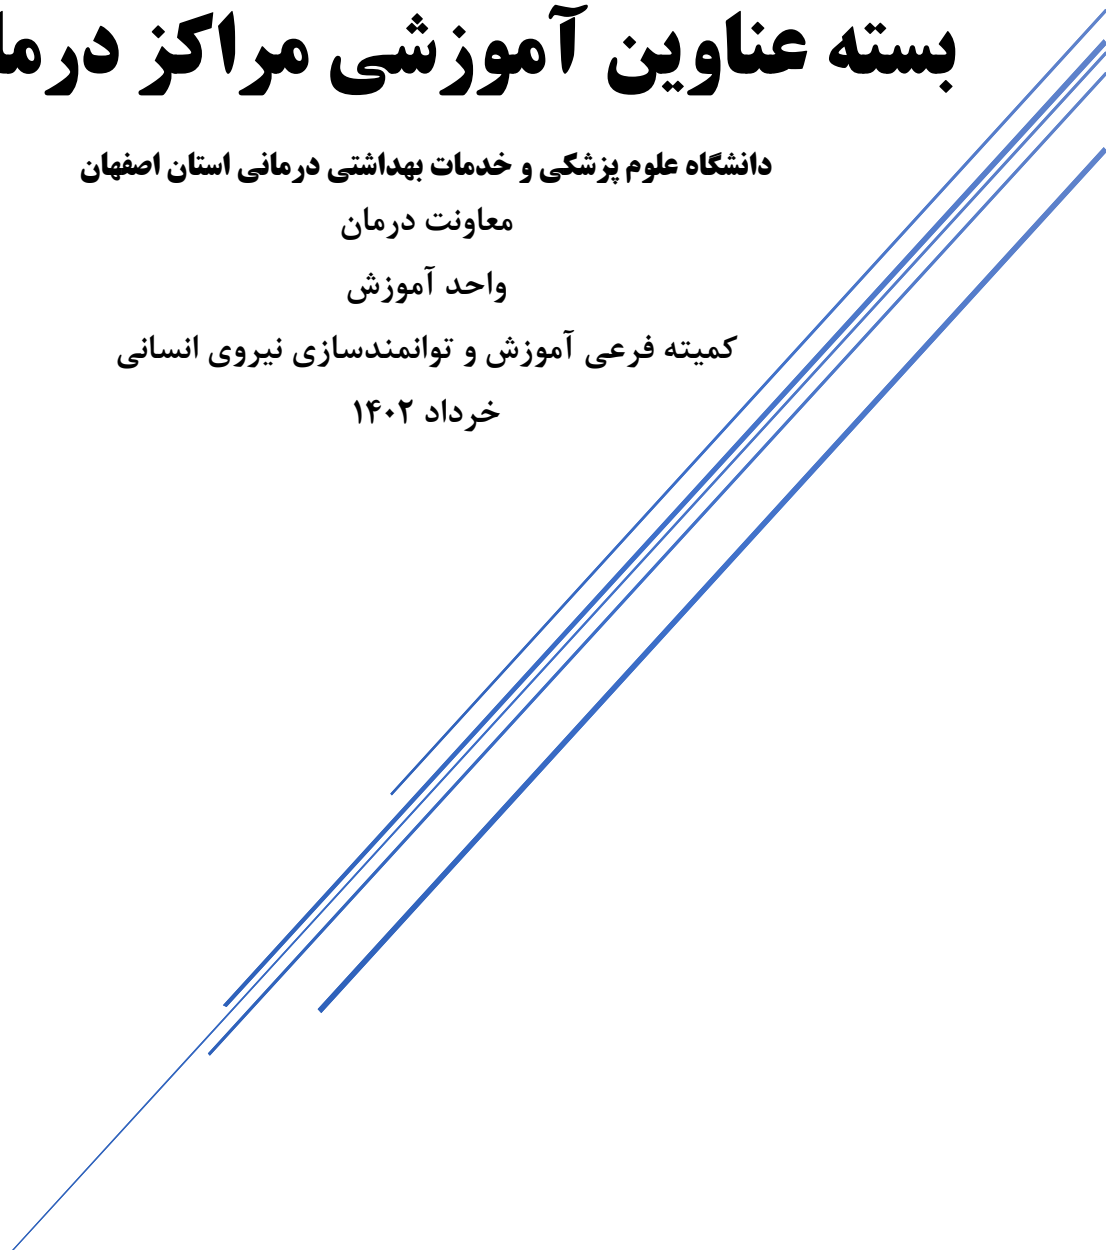 بسته عناوین آموزشی مراکز
دانشگاه علوم پزشکی و خدمات بهداشتی درمانی استان اصفهان
معاونت درمان
واحد آموزش
کمیته فرعی آموزش و توانمندسازی نیروی انسانی
خرداد ۱۴۰۲